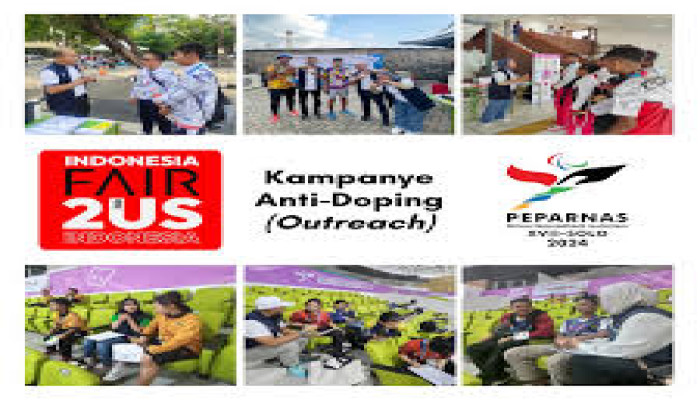 INDONESIA
FAIR
2US
INDONESIA
Kampanye
Anti-Doping
(Outreach)
PEPARNAS
XVII-SOLO
2024